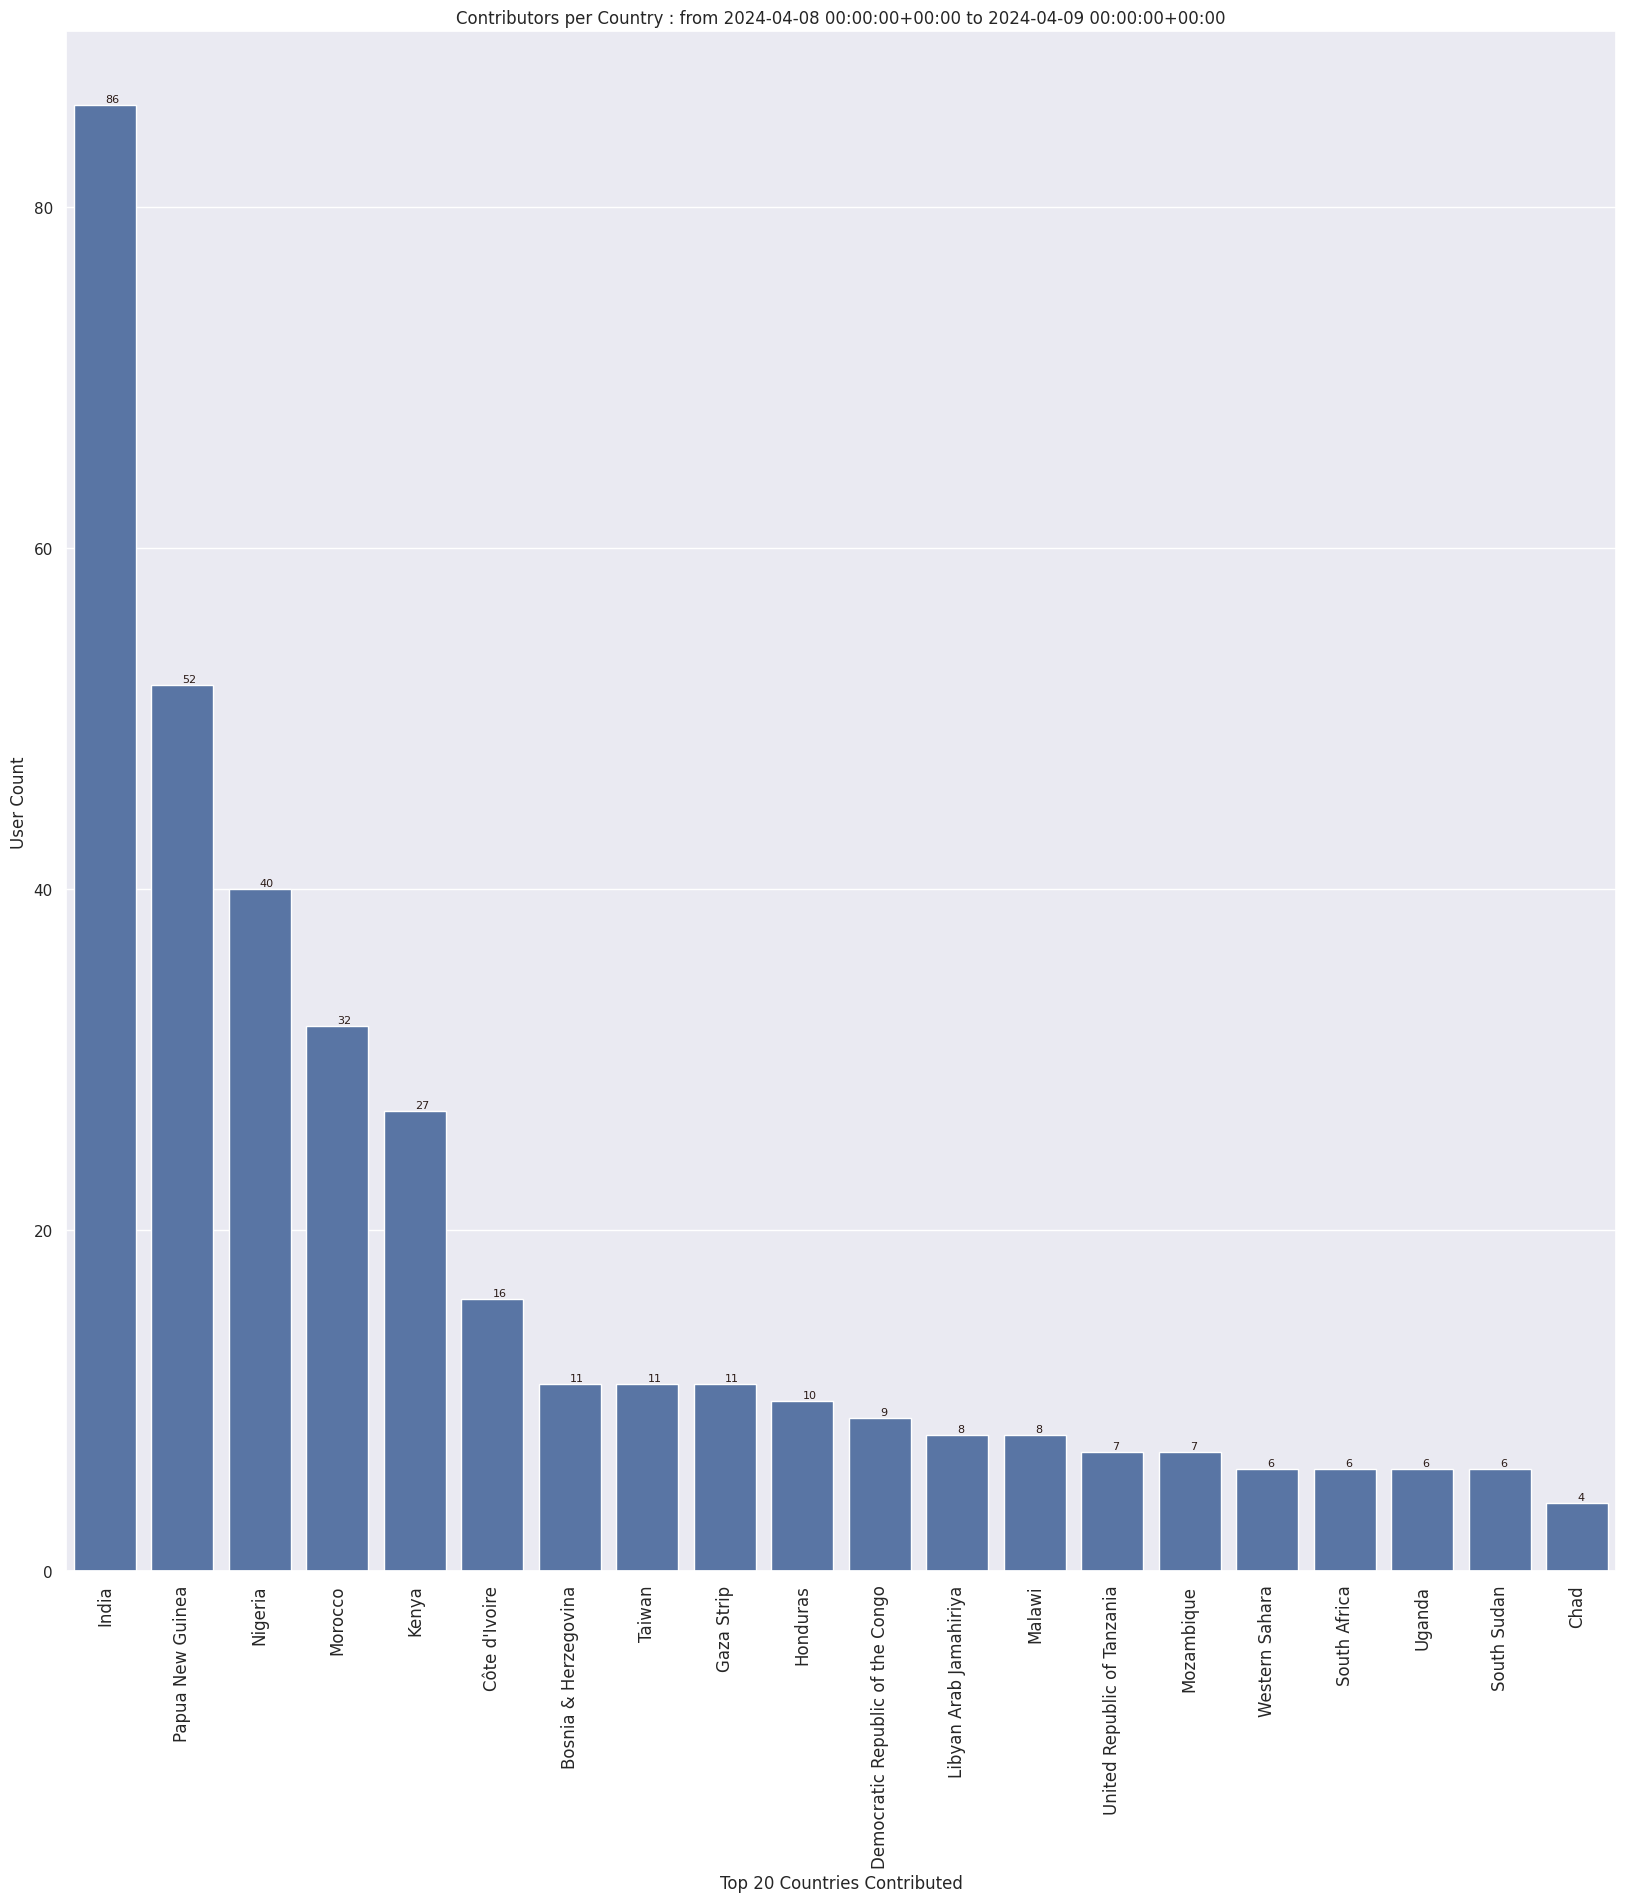 Contributors per Country : from 2024-04-08 00:00:00+00:00 to 2024-04-09 00:00:00+00:00
User Count
80
60
40
20
0
86
52
40
32
27
16
11
11
11
10
9
8
8
7
7
6
6
6
6
4
India
Papua New Guinea
Nigeria
Morocco
Kenya
Côte d'Ivoire
Bosnia & Herzegovina
Taiwan
Gaza Strip
Honduras
Democratic Republic of the Congo
Libyan Arab Jamahiriya
Malawi
United Republic of Tanzania
Mozambique
Western Sahara
South Africa
Uganda
South Sudan
Chad
Top 20 Countries Contributed